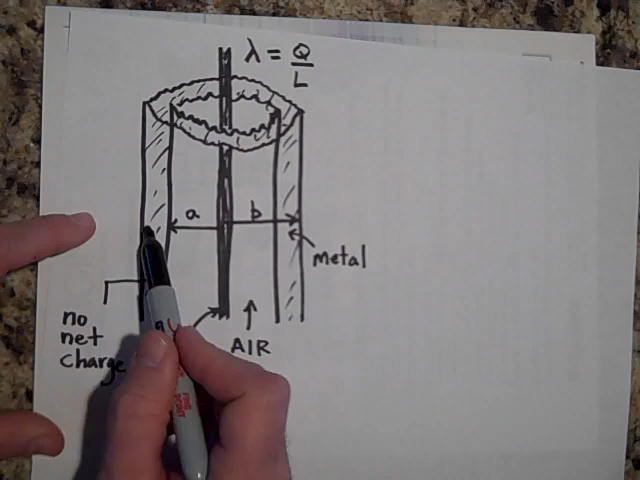 λ = Q/L
a
b
metal
no
net
charge
AIR